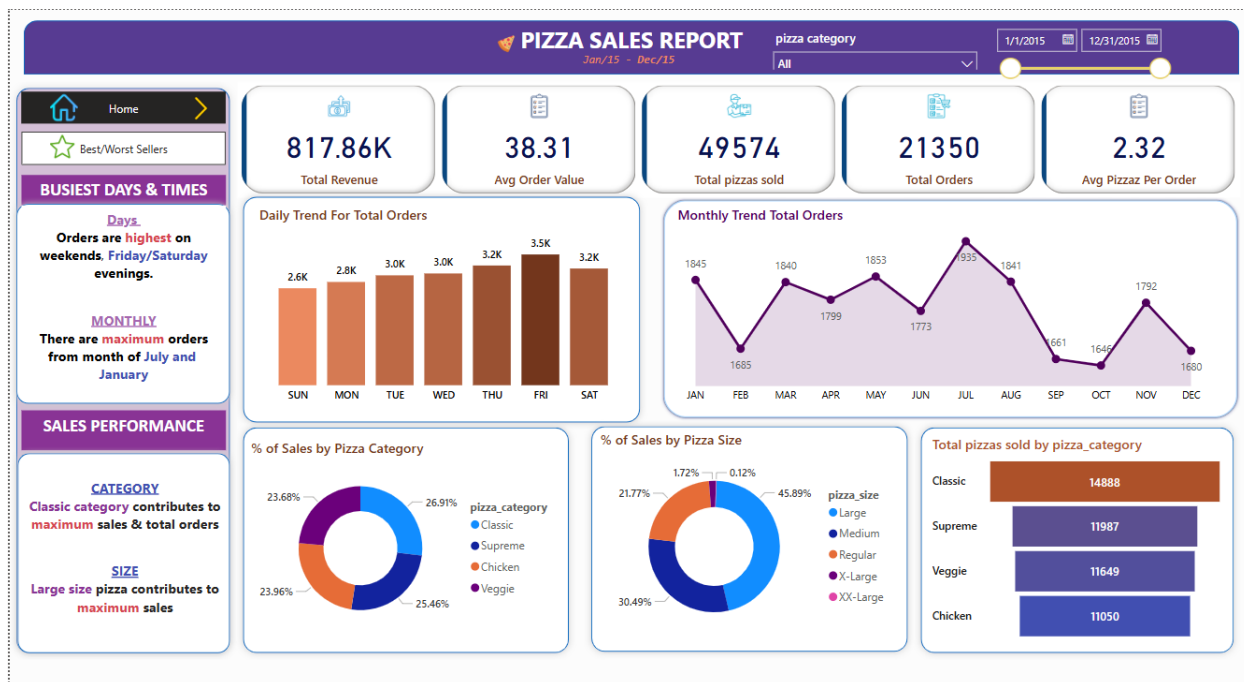 PIZZA SALES REPORT
Jan/15 - Dec/15
pizza category
All
1/1/2015
12/31/2015
Home
Best/Worst Sellers
BUSIEST DAYS & TIMES
Days
Orders are highest on
weekends, Friday/Saturday
evenings.
MONTHLY
There are maximum orders
from month of July and
January
SALES PERFORMANCE
CATEGORY
Classic category contributes to
maximum sales & total orders
SIZE
Large size pizza contributes to
maximum sales
817.86K
Total Revenue
38.31
Avg Order Value
49574
Total pizzas sold
21350
Total Orders
2.32
Avg Pizzaz Per Order
Daily Trend For Total Orders
2.6K
2.8K
3.0K
3.0K
3.2K
3.5K
3.2K
SUN MON TUE WED THU FRI SAT
Monthly Trend Total Orders
1845
1685
1840
1799
1853
1773
1935
1841
1661
1646
1792
1680
JAN FEB MAR APR MAY JUN JUL AUG SEP OCT NOV DEC
% of Sales by Pizza Category
26.91%
25.46%
23.96%
23.68%
pizza_category
Classic
Supreme
Chicken
Veggie
% of Sales by Pizza Size
45.89%
30.49%
21.77%
1.72%
0.12%
pizza_size
Large
Medium
Regular
X-Large
XX-Large
Total pizzas sold by pizza_category
Classic 14888
Supreme 11987
Veggie 11649
Chicken 11050